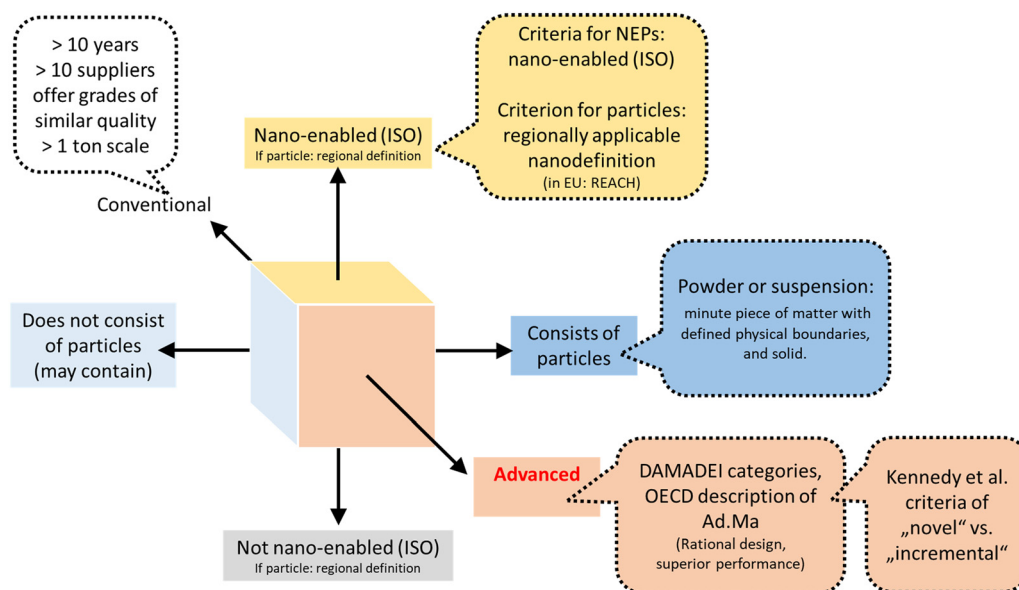 > 10 years
> 10 suppliers
offer grades of
similar quality
> 1 ton scale
Conventional
Nano-enabled (ISO)
If particle: regional definition
Criteria for NEPs:
nano-enabled (ISO)
Criterion for particles:
regionally applicable
nanodefinition
(in EU: REACH)
Does not consist
of particles
(may contain)
Consists of
particles
Powder or suspension:
minute piece of matter with
defined physical boundaries,
and solid.
Advanced
DAMADEI categories,
OECD description of
Ad.Ma
(Rational design,
superior performance)
Kennedy et al.
criteria of
„novel“ vs.
„incremental“
Not nano-enabled (ISO)
If particle: regional definition